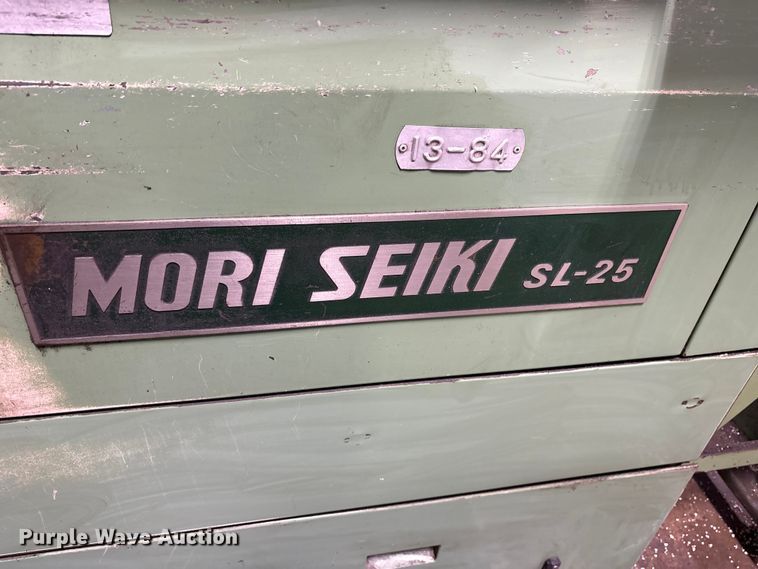 13-84
MORI SEIKI SL-25
Purple Wave Auction